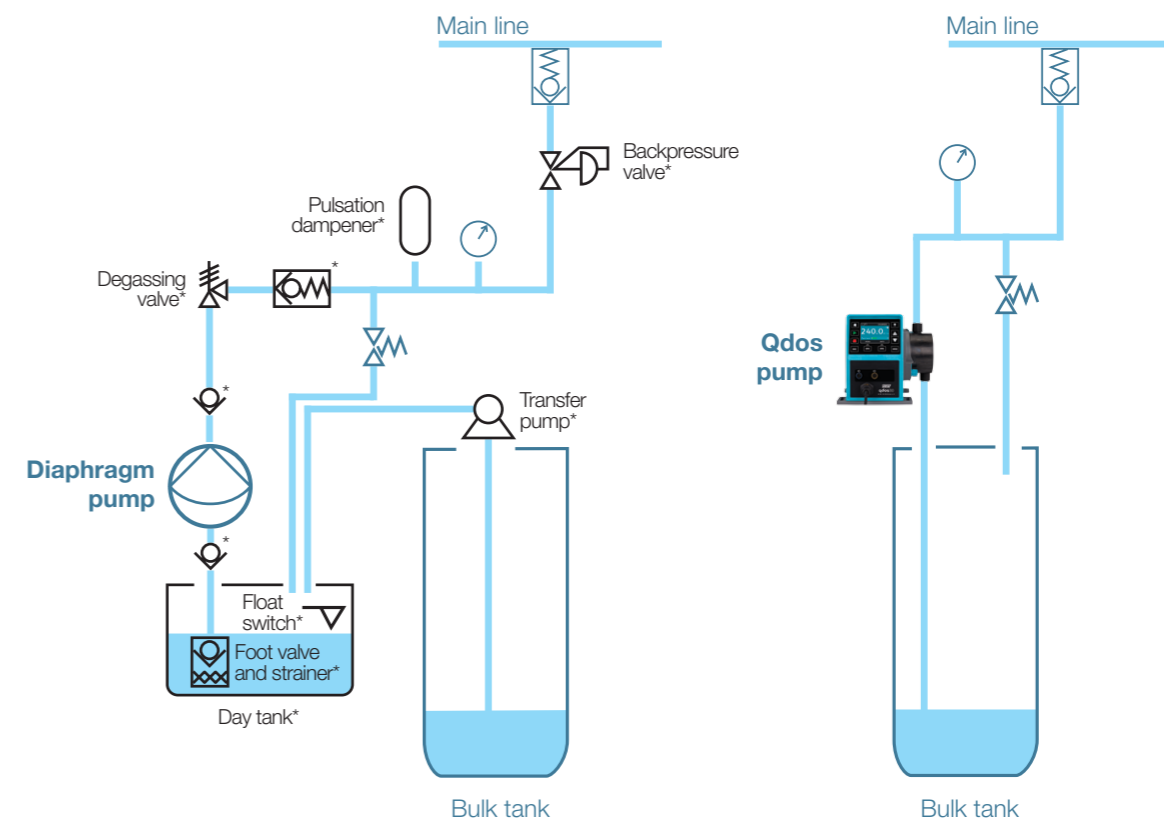 Main line
Main line
Backpressure
valve*
Pulsation
dampener*
*
Degassing
valve*
Qdos
pump
240.0
*
Transfer
pump*
Diaphragm
pump
*
Float
switch*
Foot valve
and strainer*
Day tank*
Bulk tank
Bulk tank